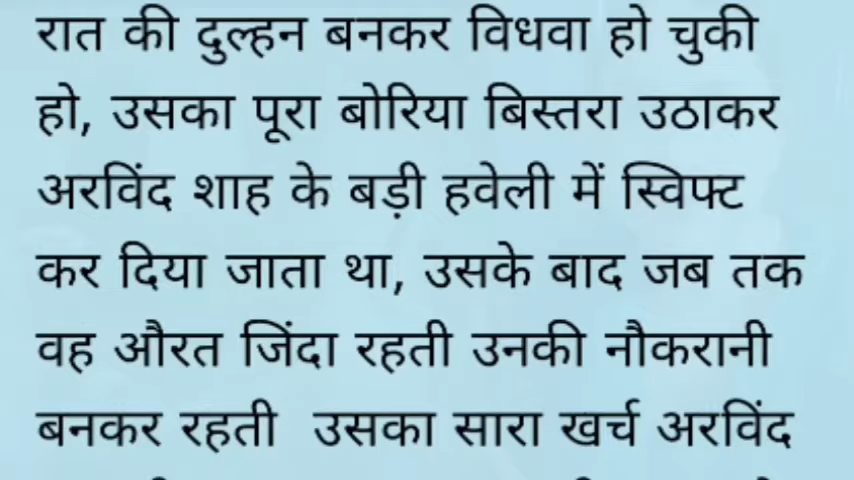 रात की दुल्हन बनकर विधवा हो चुकी
हो, उसका पूरा बोरिया बिस्तरा उठाकर
अरविंद शाह के बड़ी हवेली में स्विफ्ट
कर दिया जाता था, उसके बाद जब तक
वह औरत जिंदा रहती उनकी नौकरानी
बनकर रहती  उसका सारा खर्च अरविंद